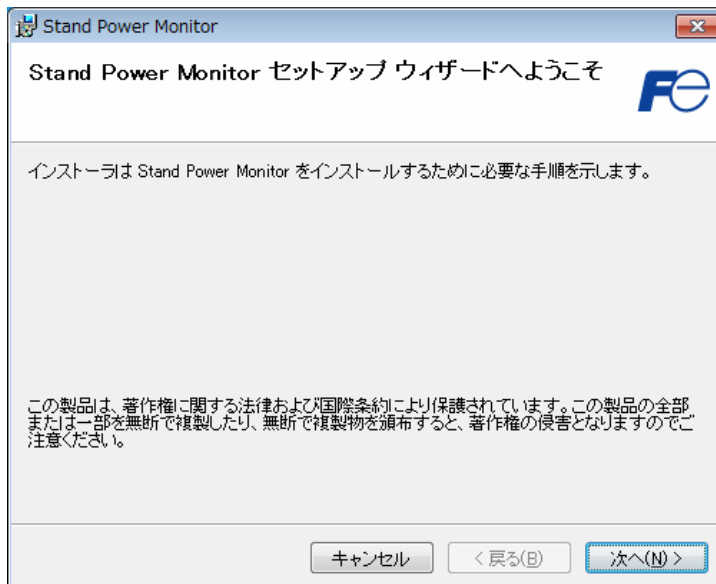 Stand Power Monitor
Stand Power Monitor セットアップ ウィザードへようこそ
Fe
インストーラは Stand Power Monitor をインストールするために必要な手順を示します。
この製品は、著作権に関する法律および国際条約により保護されています。この製品の全部
または一部を無断で複製したり、無断で複製物を頒布すると、著作権の侵害となりますのでご
注意ください。
キャンセル
< 戻る(B)
次へ(N) >